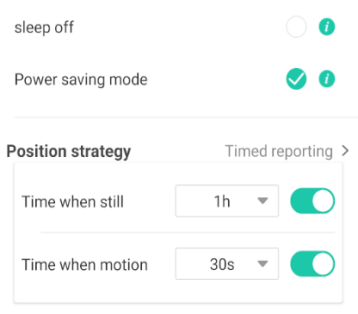 sleep off i
Power saving mode i
Position strategy Timed reporting >
Time when still 1h
Time when motion 30s